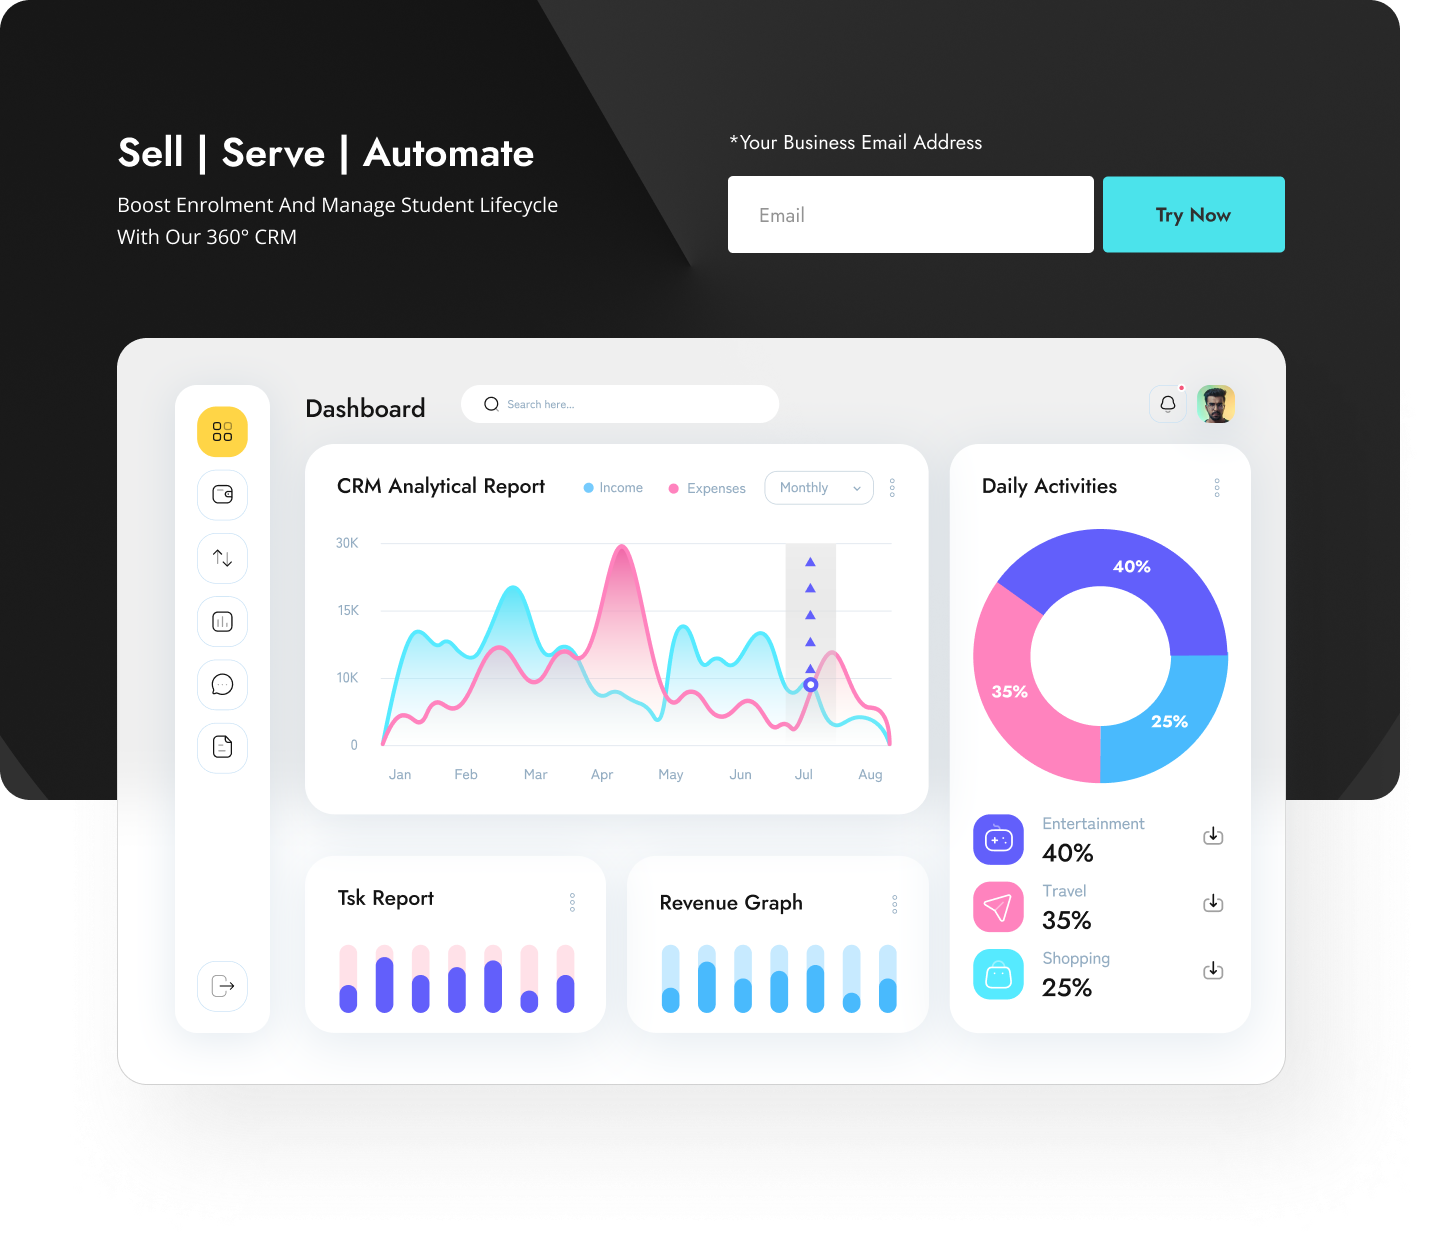 Sell | Serve | Automate
Boost Enrolment And Manage Student Lifecycle
With Our 360° CRM
*Your Business Email Address
Email
Try Now
Dashboard
Search here...
CRM Analytical Report
Income
Expenses
Monthly
30K
15K
10K
0
Jan
Feb
Mar
Apr
May
Jun
Jul
Aug
Daily Activities
40%
35%
25%
Entertainment
40%
Travel
35%
Shopping
25%
Tsk Report
Revenue Graph